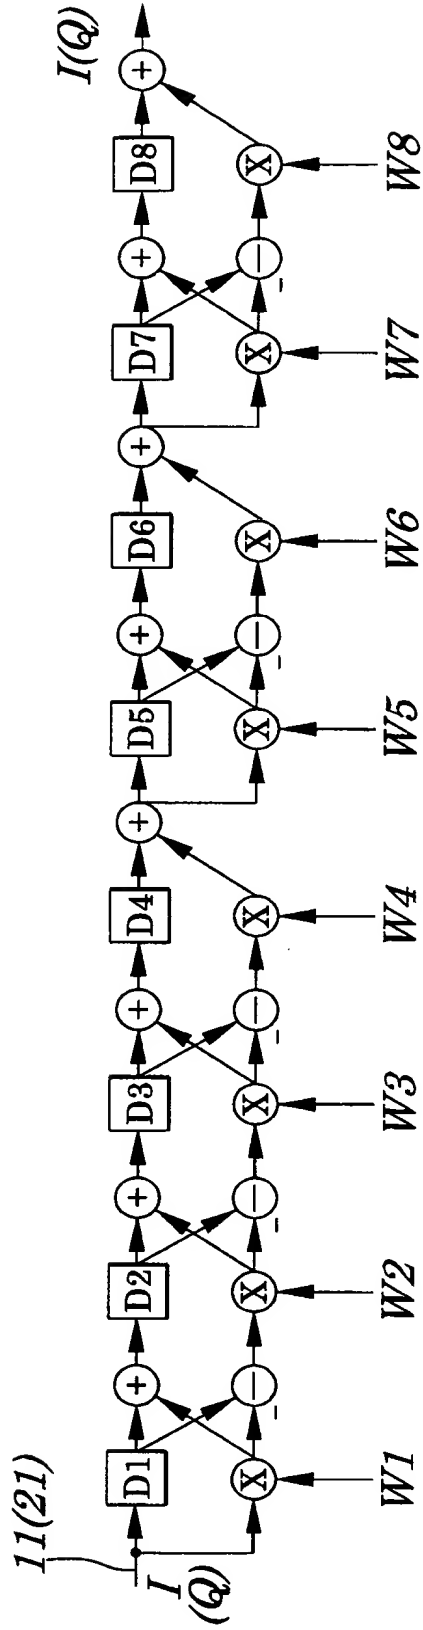 11(21)
I
(Q)
D1
D2
D3
D4
D5
D6
D7
D8
I(Q)
+
+
+
+
+
+
+
+
X
−
X
−
X
−
X
X
−
X
X
−
X
W1
W2
W3
W4
W5
W6
W7
W8